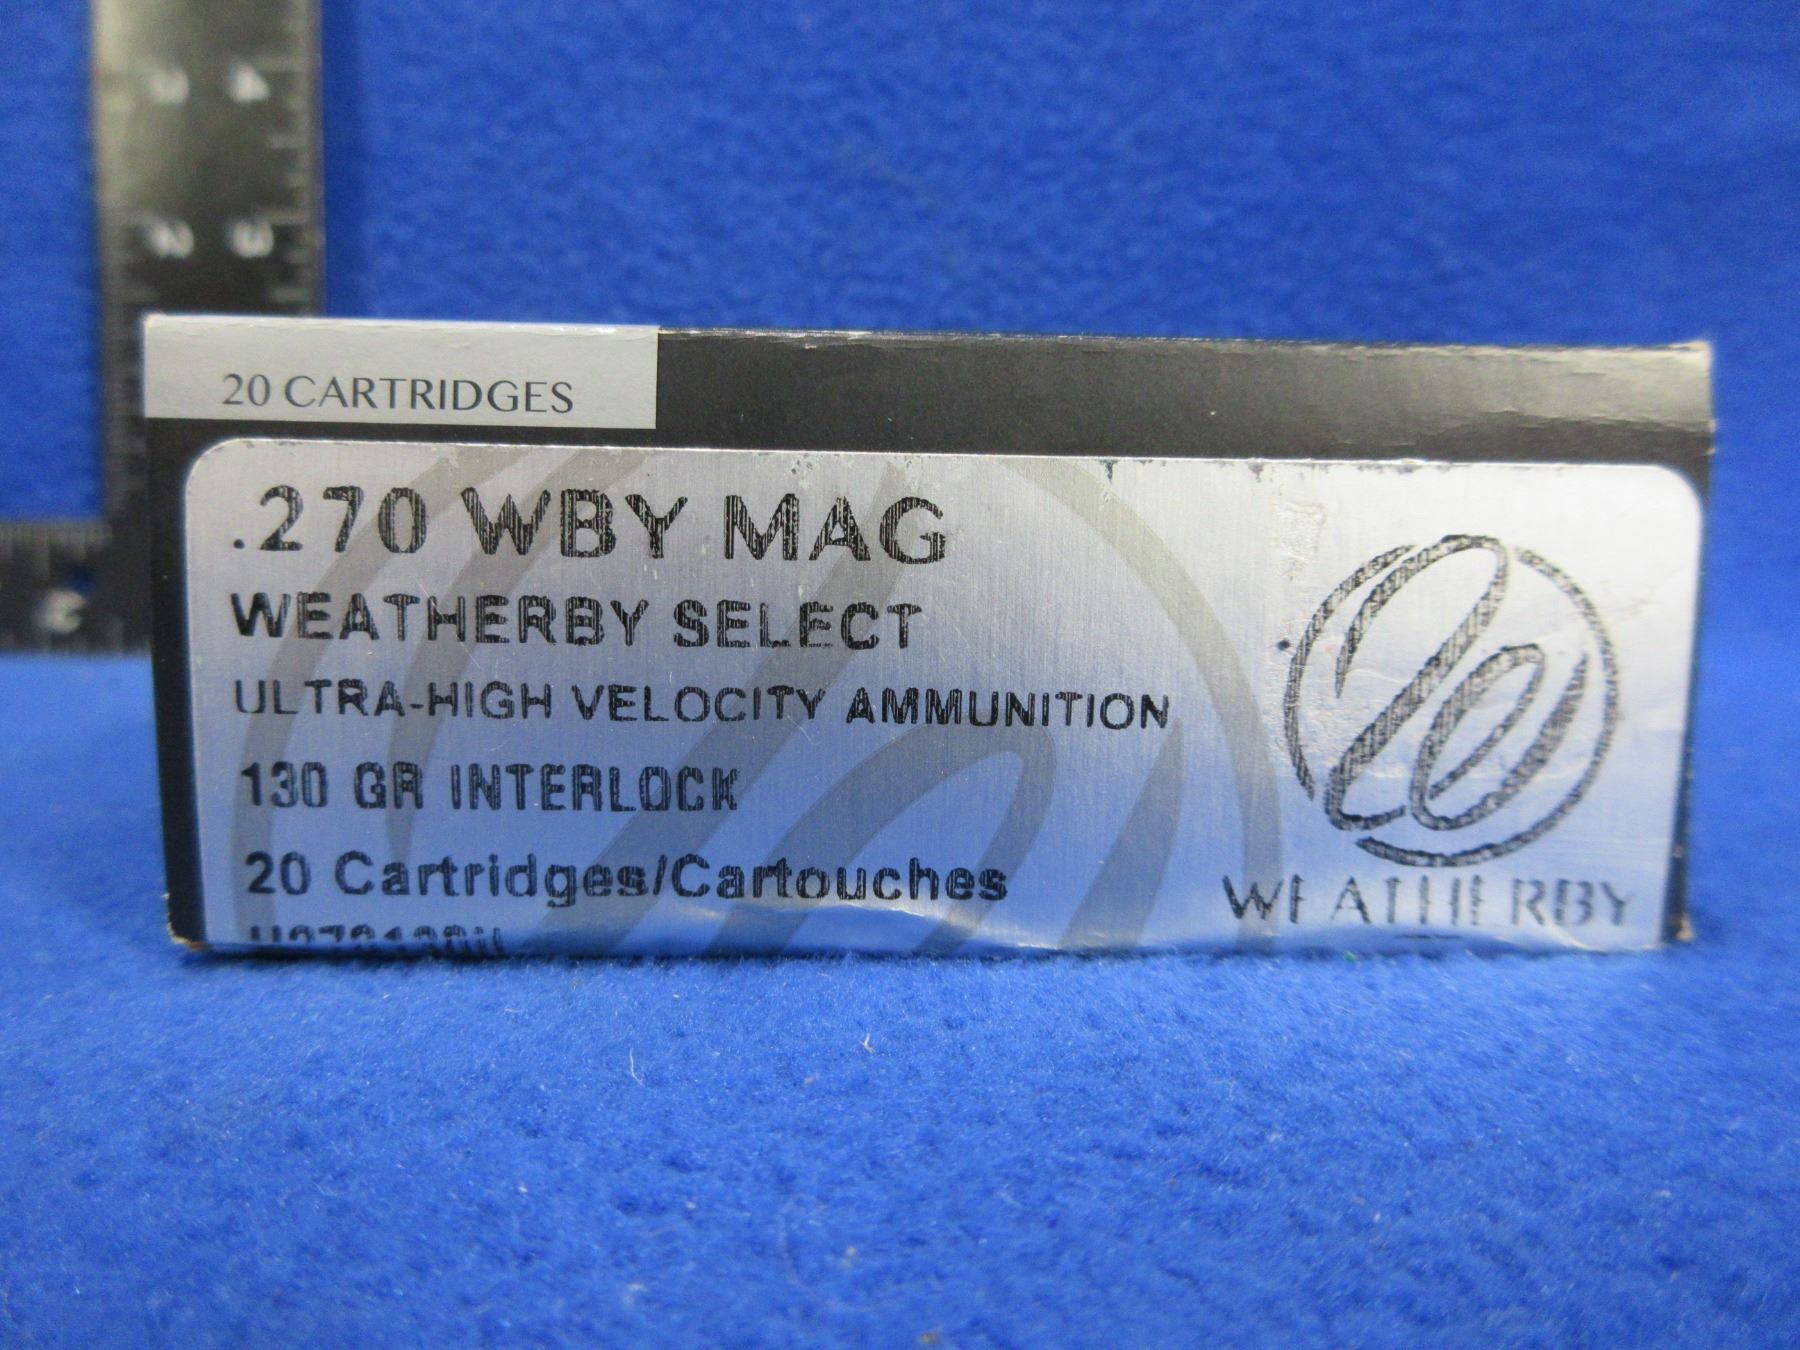 20 CARTRIDGES
.270 WBY MAG
WEATHERBY SELECT
ULTRA-HIGH VELOCITY AMMUNITION
130 GR INTERLOCK
20 Cartridges/Cartouches
WEATHERBY